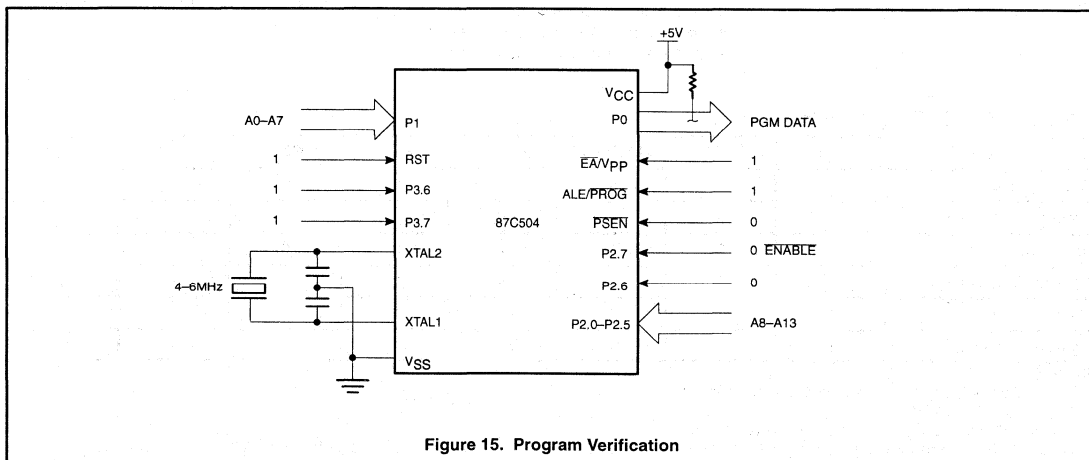 +5V
VCC
P0
PGM DATA
A0–A7
P1
1
RST
EA/VPP
1
1
P3.6
ALE/PROG
1
1
P3.7
87C504
PSEN
0
XTAL2
P2.7
0 ENABLE
4–6MHz
P2.6
0
XTAL1
P2.0–P2.5
A8–A13
VSS
Figure 15. Program Verification